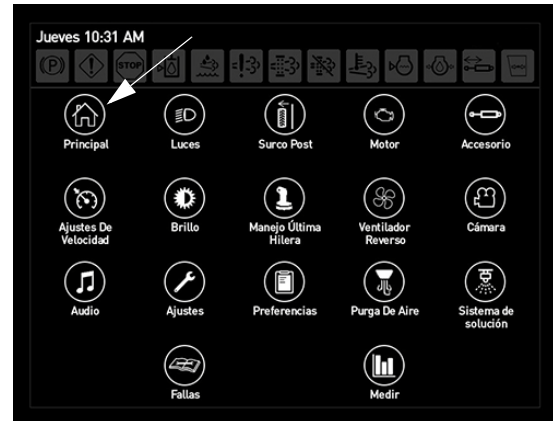 Jueves 10:31 AM
(P) STOP
Principal Luces Surco Post Motor Accesorio
Ajustes De Velocidad Brillo Manejo Última Hilera Ventilador Reverso Cámara
Audio Ajustes Preferencias Purga De Aire Sistema de solución
Fallas Medir